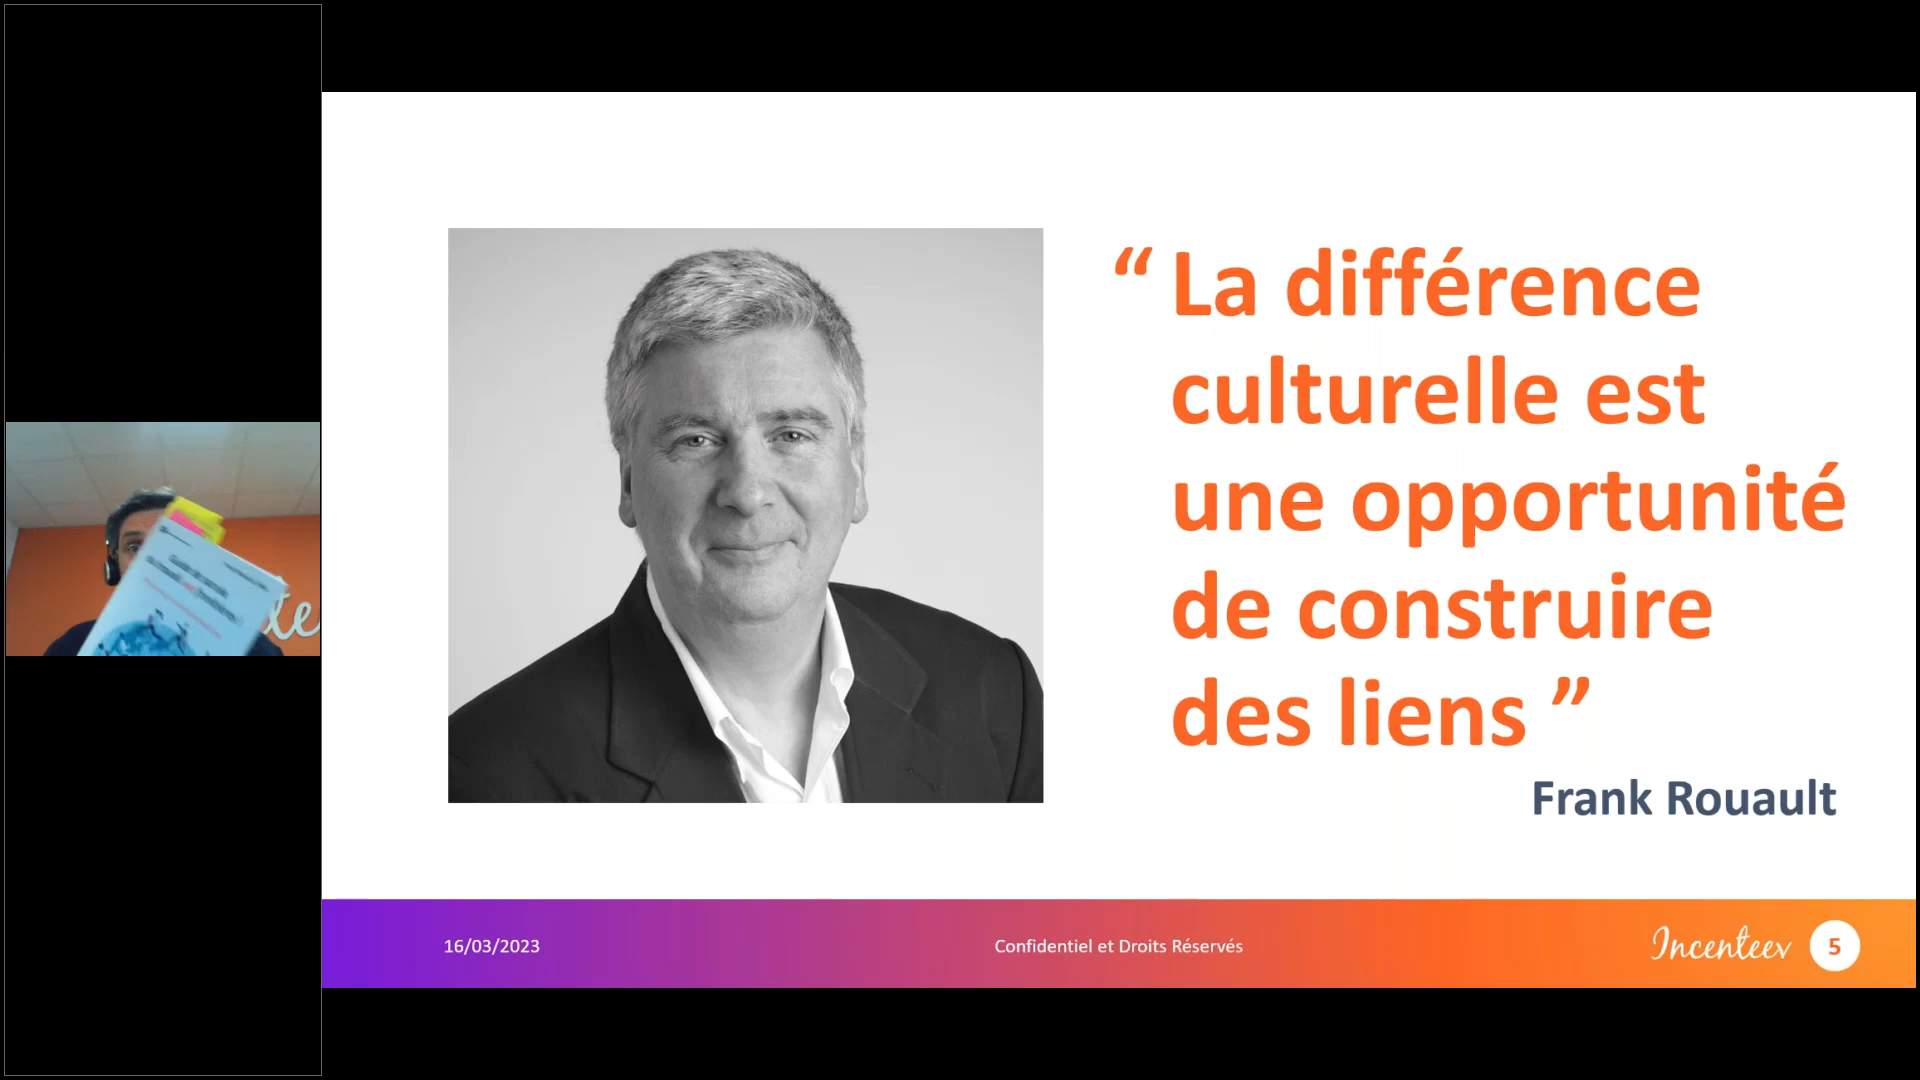 “ La différence
culturelle est
une opportunité
de construire
des liens ”
Frank Rouault
16/03/2023
Confidentiel et Droits Réservés
Incenteev
5
te